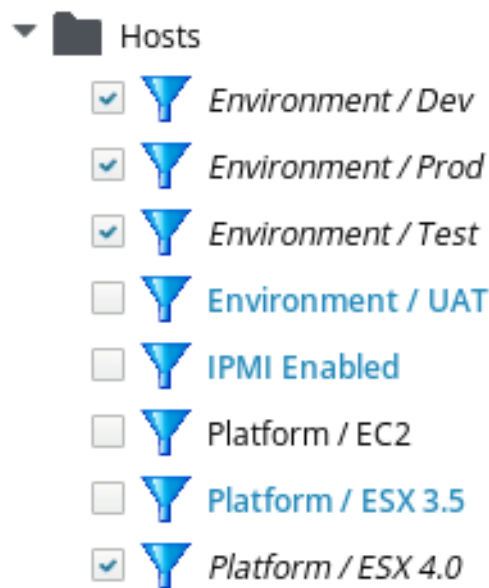 Hosts
Environment / Dev
Environment / Prod
Environment / Test
Environment / UAT
IPMI Enabled
Platform / EC2
Platform / ESX 3.5
Platform / ESX 4.0